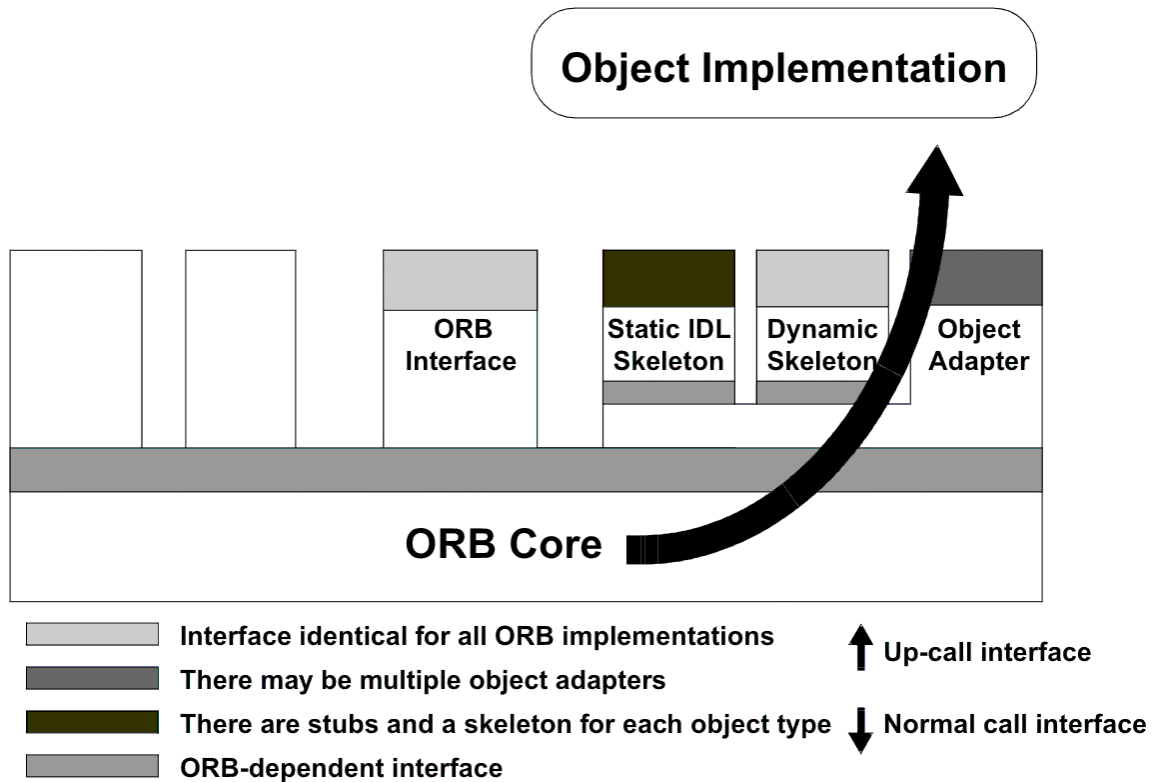 Object Implementation
ORB
Interface
Static IDL
Skeleton
Dynamic
Skeleton
Object
Adapter
ORB Core
Interface identical for all ORB implementations
There may be multiple object adapters
There are stubs and a skeleton for each object type
ORB-dependent interface
Up-call interface
Normal call interface